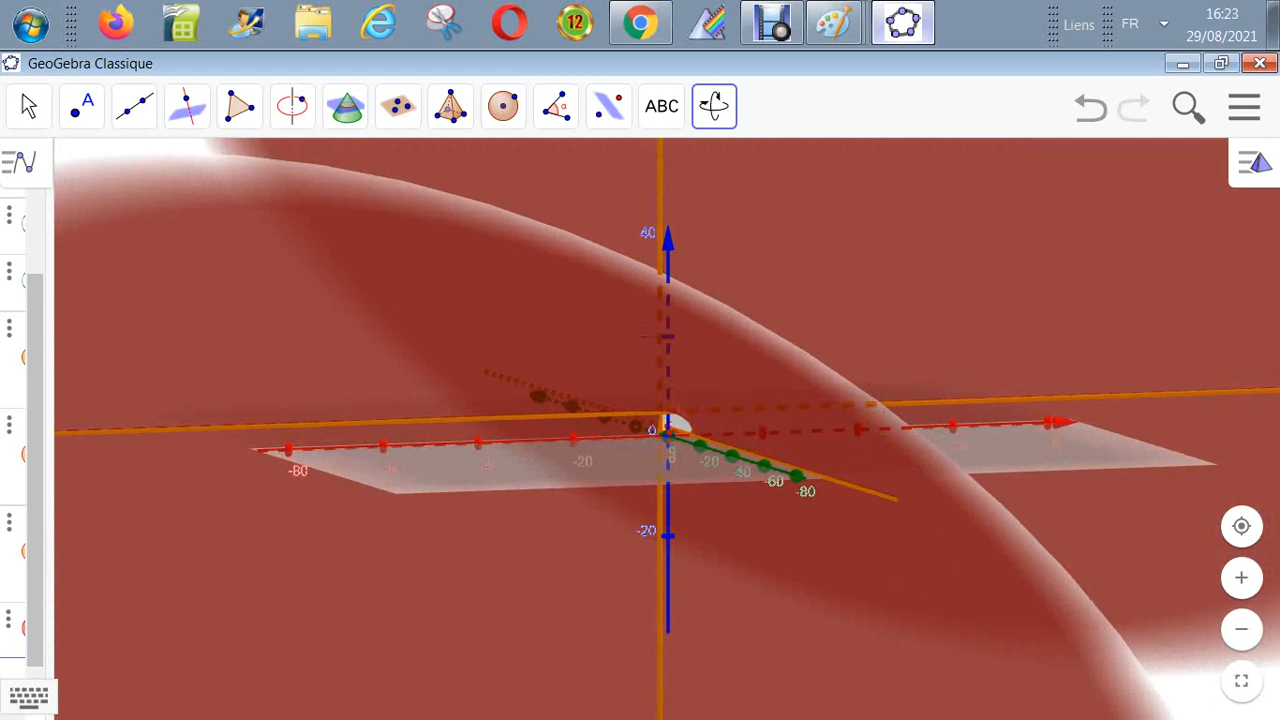 12
Liens
FR
16:23
29/08/2021
GeoGebra Classique
A
α
ABC
40
0
-80
-20
-20
40
-60
-80
-20